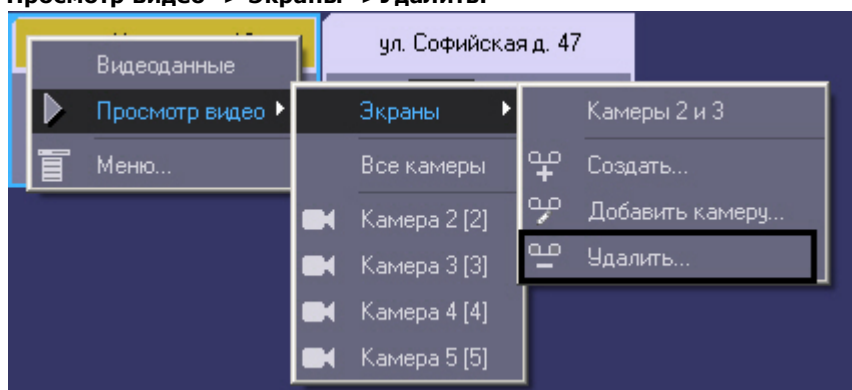 Просмотр видео -> Экраны -> Удалить.
ул. Софийская д. 47
Видеоданные
Просмотр видео
Меню...
Экраны
Все камеры
Камера 2 [2]
Камера 3 [3]
Камера 4 [4]
Камера 5 [5]
Камеры 2 и 3
Создать...
Добавить камеру...
Удалить...